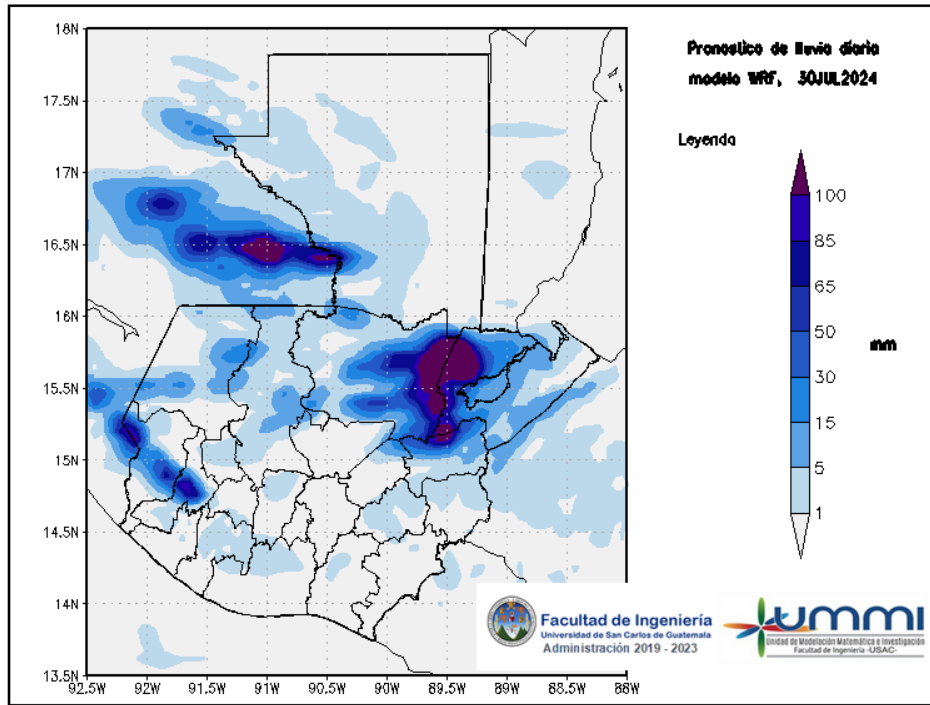 Pronostico de lluvia diaria
modelo WRF, 30JUL2024
Leyenda
100
85
65
50
30
15
5
1
mm
18N
17.5N
17N
16.5N
16N
15.5N
15N
14.5N
14N
13.5N
92.5W
92W
91.5W
91W
90.5W
90W
89.5W
89W
88.5W
88W
Facultad de Ingeniería
Universidad de San Carlos de Guatemala
Administración 2019 - 2023
UMMI
Unidad de Modelación Matemática e Investigación
Facultad de Ingeniería -USAC-